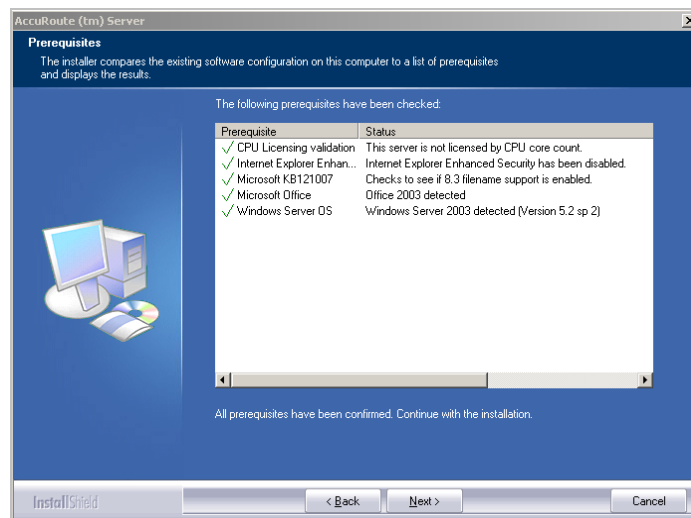 AccuRoute (tm) Server
Prerequisites
The installer compares the existing software configuration on this computer to a list of prerequisites
and displays the results.
The following prerequisites have been checked:
Prerequisite Status
CPU Licensing validation This server is not licensed by CPU core count.
Internet Explorer Enhan... Internet Explorer Enhanced Security has been disabled.
Microsoft KB121007 Checks to see if 8.3 filename support is enabled.
Microsoft Office Office 2003 detected
Windows Server OS Windows Server 2003 detected (Version 5.2 sp 2)
All prerequisites have been confirmed. Continue with the installation.
InstallShield < Back Next > Cancel